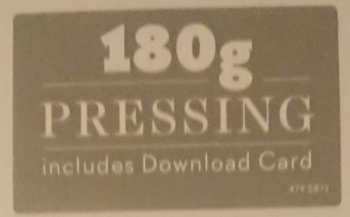 180g
PRESSING
includes Download Card